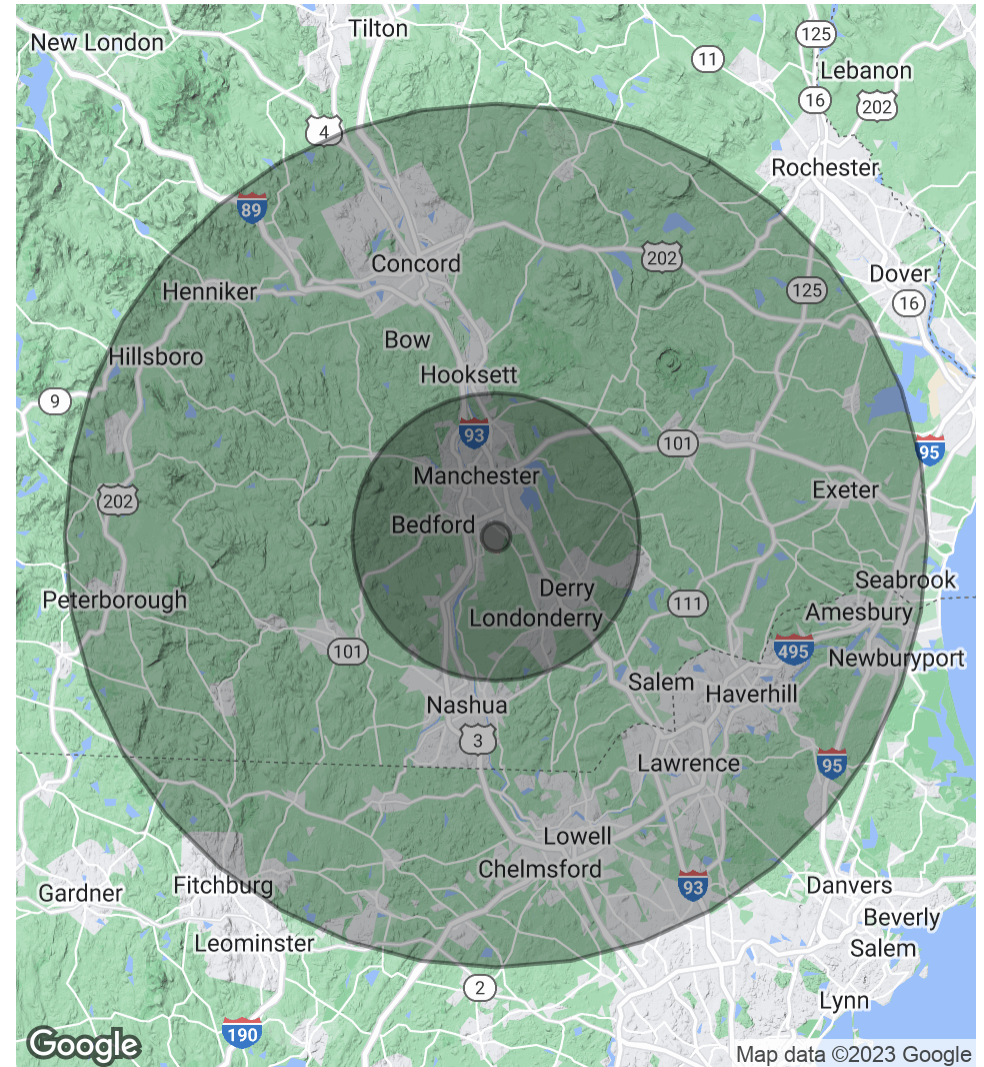 Tilton
New London
125
11
Lebanon
16
202
4
Rochester
89
Concord
202
Dover
125
16
Henniker
Bow
Hillsboro
Hooksett
9
93
101
95
Manchester
202
Exeter
Bedford
Derry
Seabrook
Peterborough
111
Amesbury
Londonderry
101
495
Newburyport
Salem
Haverhill
Nashua
3
Lawrence
95
Lowell
Chelmsford
Fitchburg
93
Danvers
Gardner
Beverly
Leominster
Salem
2
Lynn
190
Google
Map data ©2023 Google